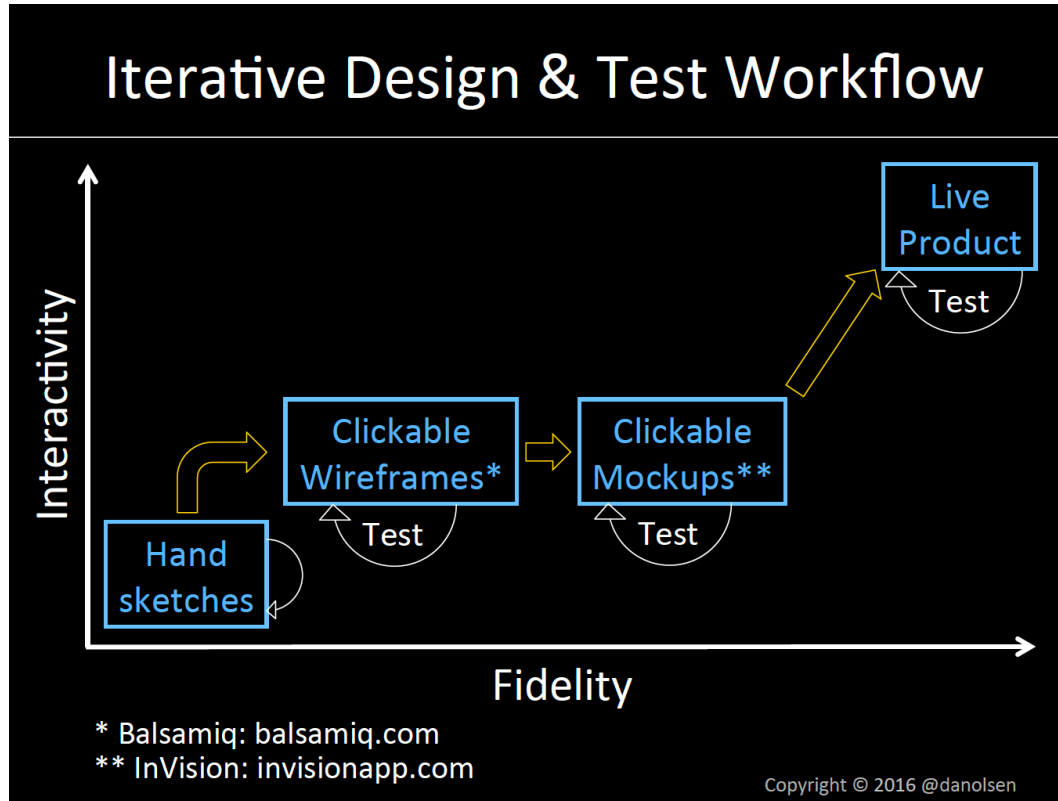 Iterative Design & Test Workflow
Live
Product
Test
Interactivity
Clickable
Wireframes*
Test
Clickable
Mockups**
Test
Hand
sketches
Fidelity
* Balsamiq: balsamiq.com
** InVision: invisionapp.com
Copyright © 2016 @danolsen